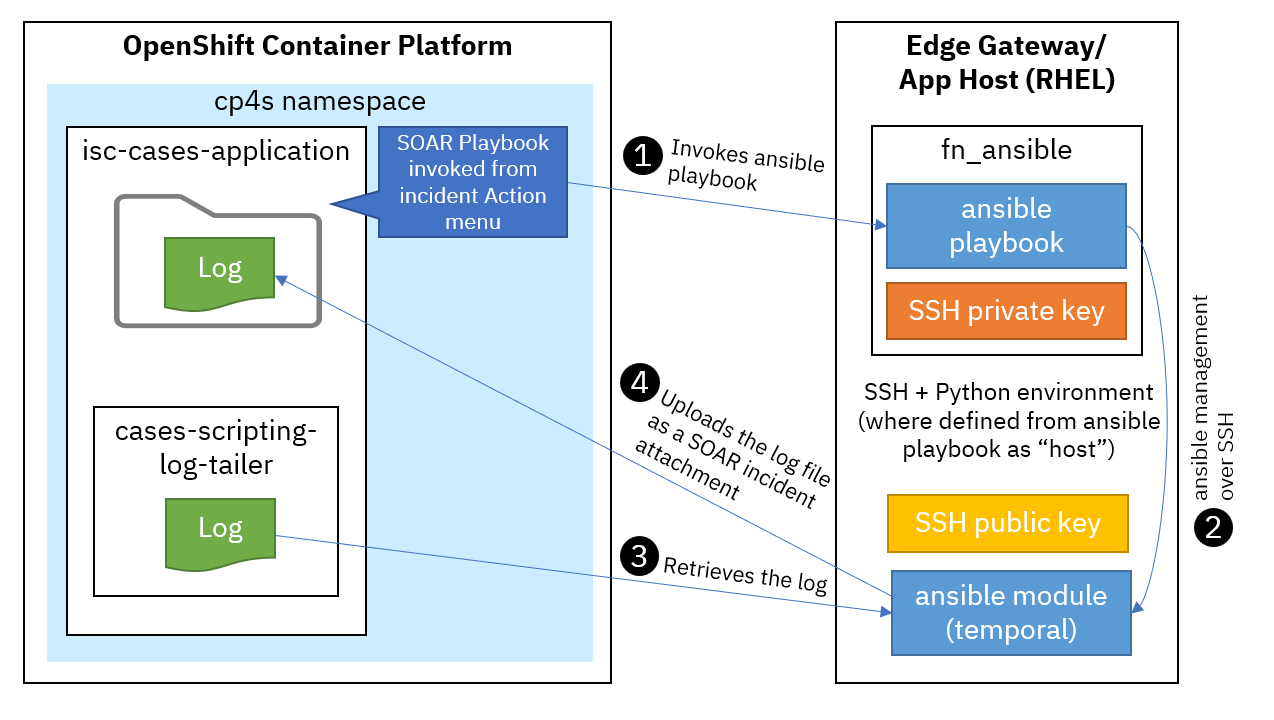 OpenShift Container Platform
cp4s namespace
isc-cases-application
SOAR Playbook
invoked from
incident Action
menu
Log
cases-scripting-
log-tailer
Log
1
Invokes ansible
playbook
4
Uploads the log file
as a SOAR incident
attachment
3
Retrieves the log
Edge Gateway/
App Host (RHEL)
fn_ansible
ansible
playbook
SSH private key
SSH + Python environment
(where defined from ansible
playbook as “host”)
SSH public key
ansible module
(temporal)
ansible management
over SSH
2